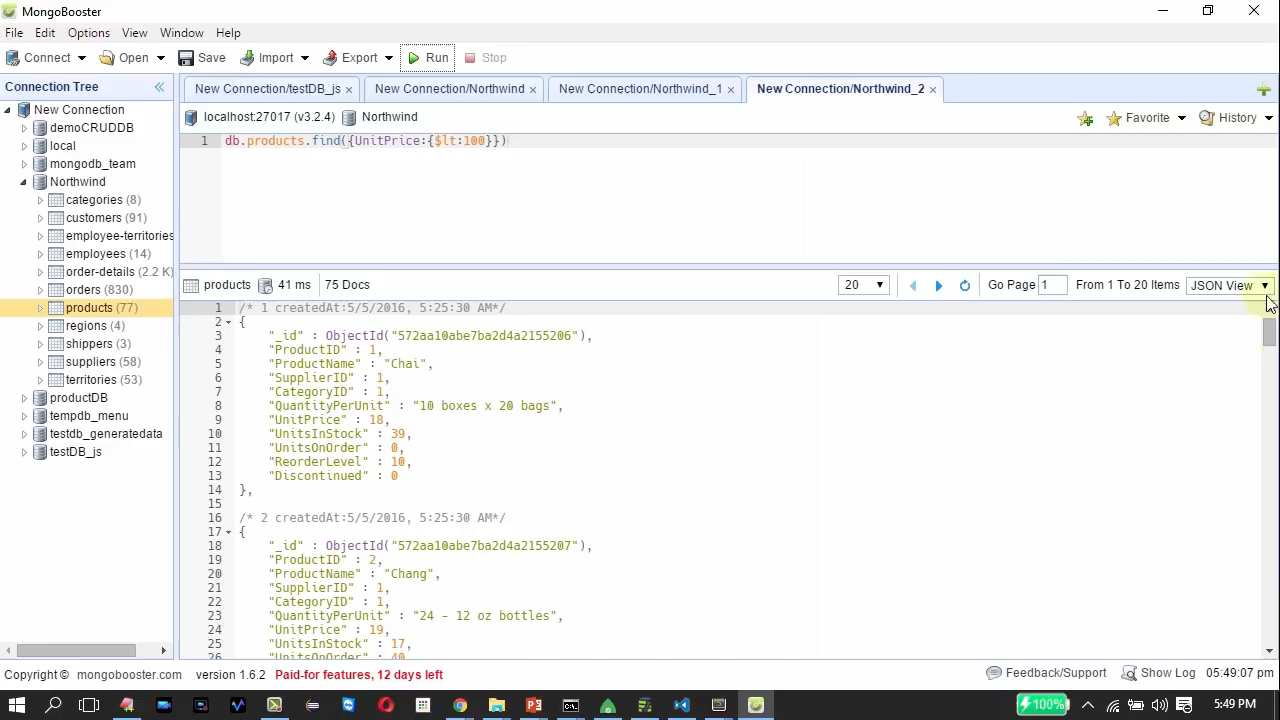 MongoBooster
File Edit Options View Window Help
Connect Open Save Import Export Run Stop
Connection Tree
New Connection
demoCRUDDB
local
mongodb_team
Northwind
categories (8)
customers (91)
employee-territories
employees (14)
order-details (2.2 K)
orders (830)
products (77)
regions (4)
shippers (3)
suppliers (58)
territories (53)
productDB
tempdb_menu
testdb_generatedata
testDB_js
New Connection/testDB_js × New Connection/Northwind × New Connection/Northwind_1 × New Connection/Northwind_2 ×
localhost:27017 (v3.2.4) Northwind Favorite History
1 db.products.find({UnitPrice:{$lt:100}})
products 41 ms 75 Docs 20 Go Page 1 From 1 To 20 Items JSON View
1 /* 1 createdAt:5/5/2016, 5:25:30 AM*/
2 {
3 "_id" : ObjectId("572aa10abe7ba2d4a2155206"),
4 "ProductID" : 1,
5 "ProductName" : "Chai",
6 "SupplierID" : 1,
7 "CategoryID" : 1,
8 "QuantityPerUnit" : "10 boxes x 20 bags",
9 "UnitPrice" : 18,
10 "UnitsInStock" : 39,
11 "UnitsOnOrder" : 0,
12 "ReorderLevel" : 10,
13 "Discontinued" : 0
14 },
15
16 /* 2 createdAt:5/5/2016, 5:25:30 AM*/
17 {
18 "_id" : ObjectId("572aa10abe7ba2d4a2155207"),
19 "ProductID" : 2,
20 "ProductName" : "Chang",
21 "SupplierID" : 1,
22 "CategoryID" : 1,
23 "QuantityPerUnit" : "24 - 12 oz bottles",
24 "UnitPrice" : 19,
25 "UnitsInStock" : 17,
26 "UnitsOnOrder" : 40,
Copyright © mongobooster.com version 1.6.2 Paid-for features, 12 days left Feedback/Support Show Log 05:49:07 pm
100% 5:49 PM